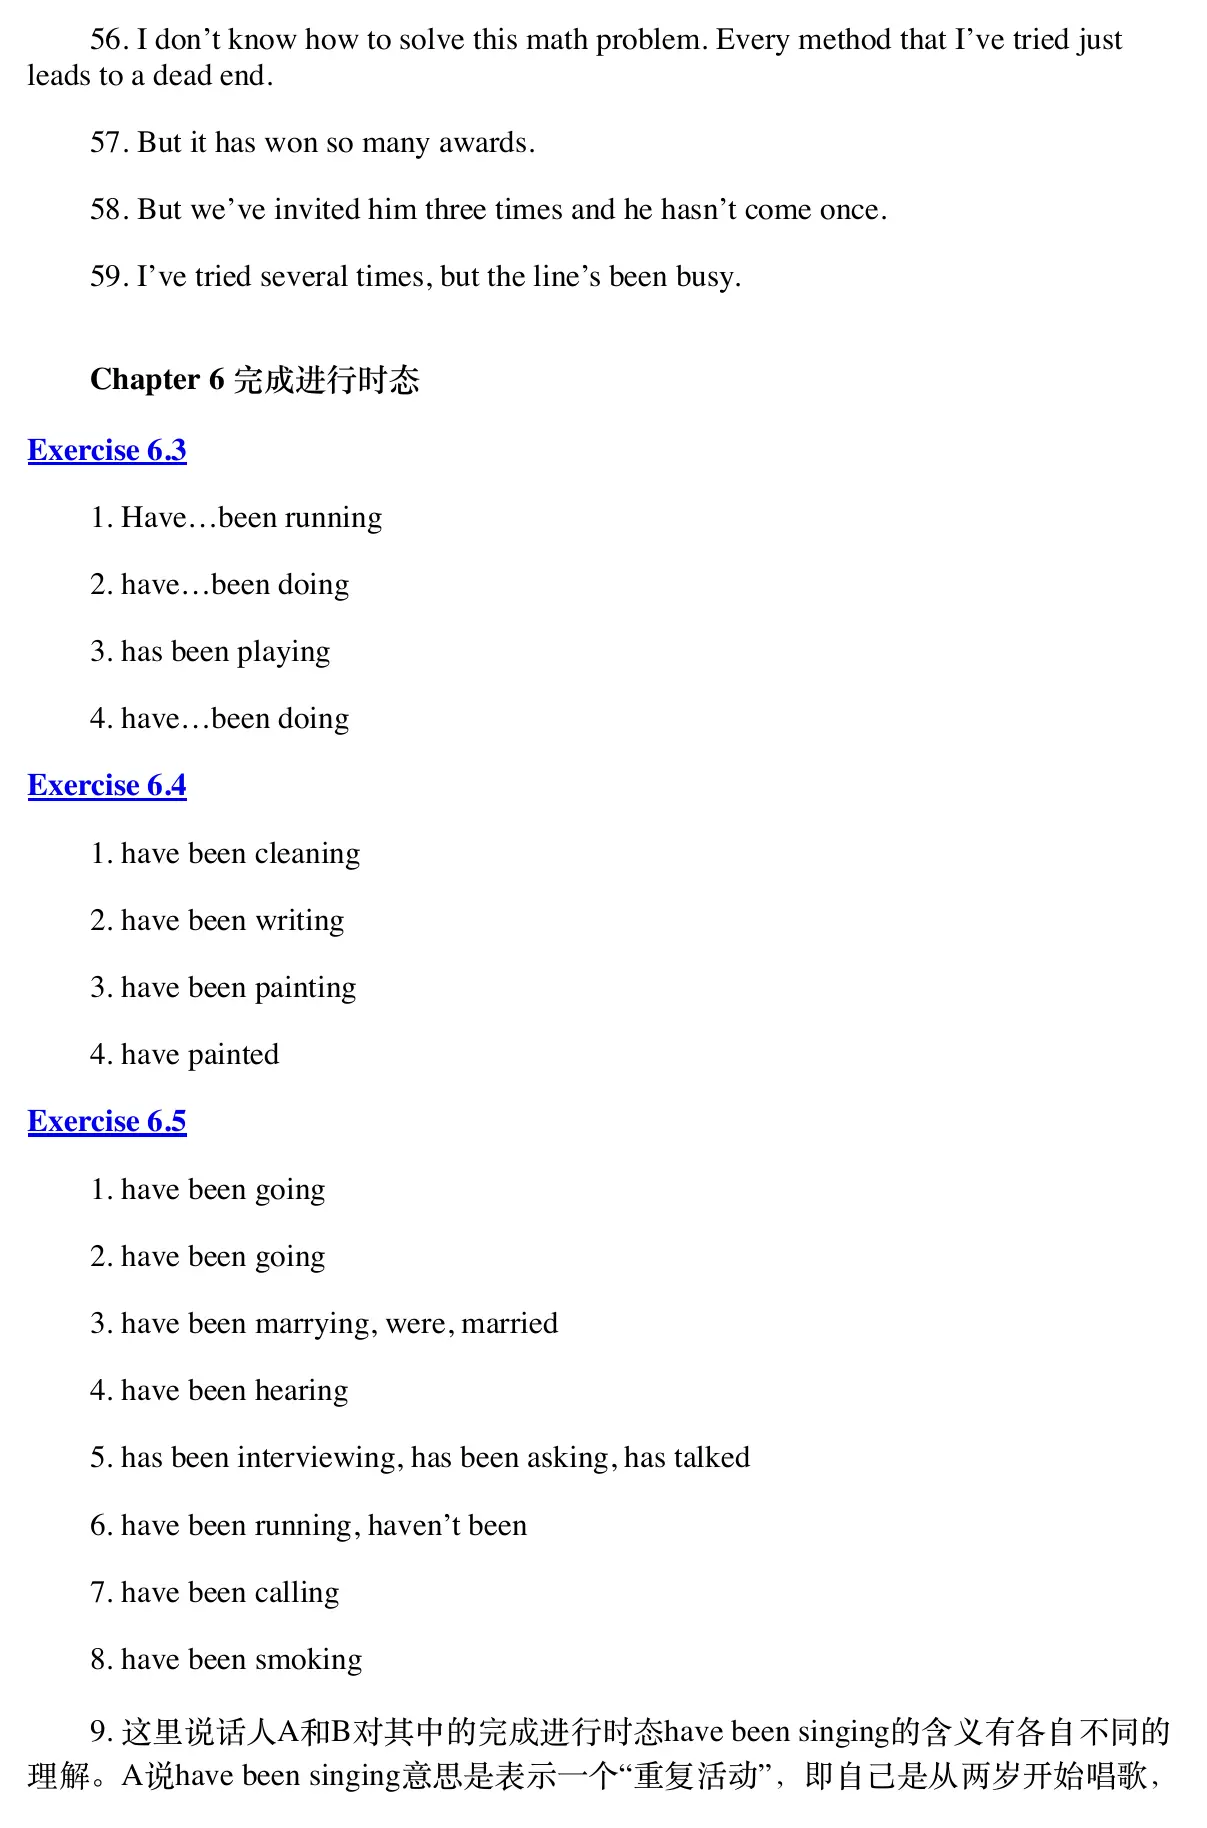 56. I don’t know how to solve this math problem. Every method that I’ve tried just
leads to a dead end.
57. But it has won so many awards.
58. But we’ve invited him three times and he hasn’t come once.
59. I’ve tried several times, but the line’s been busy.
Chapter 6 完成进行时态
Exercise 6.3
1. Have…been running
2. have…been doing
3. has been playing
4. have…been doing
Exercise 6.4
1. have been cleaning
2. have been writing
3. have been painting
4. have painted
Exercise 6.5
1. have been going
2. have been going
3. have been marrying, were, married
4. have been hearing
5. has been interviewing, has been asking, has talked
6. have been running, haven’t been
7. have been calling
8. have been smoking
9. 这里说话人A和B对其中的完成进行时态have been singing的含义有各自不同的
理解。A说have been singing意思是表示一个“重复活动”，即自己是从两岁开始唱歌，